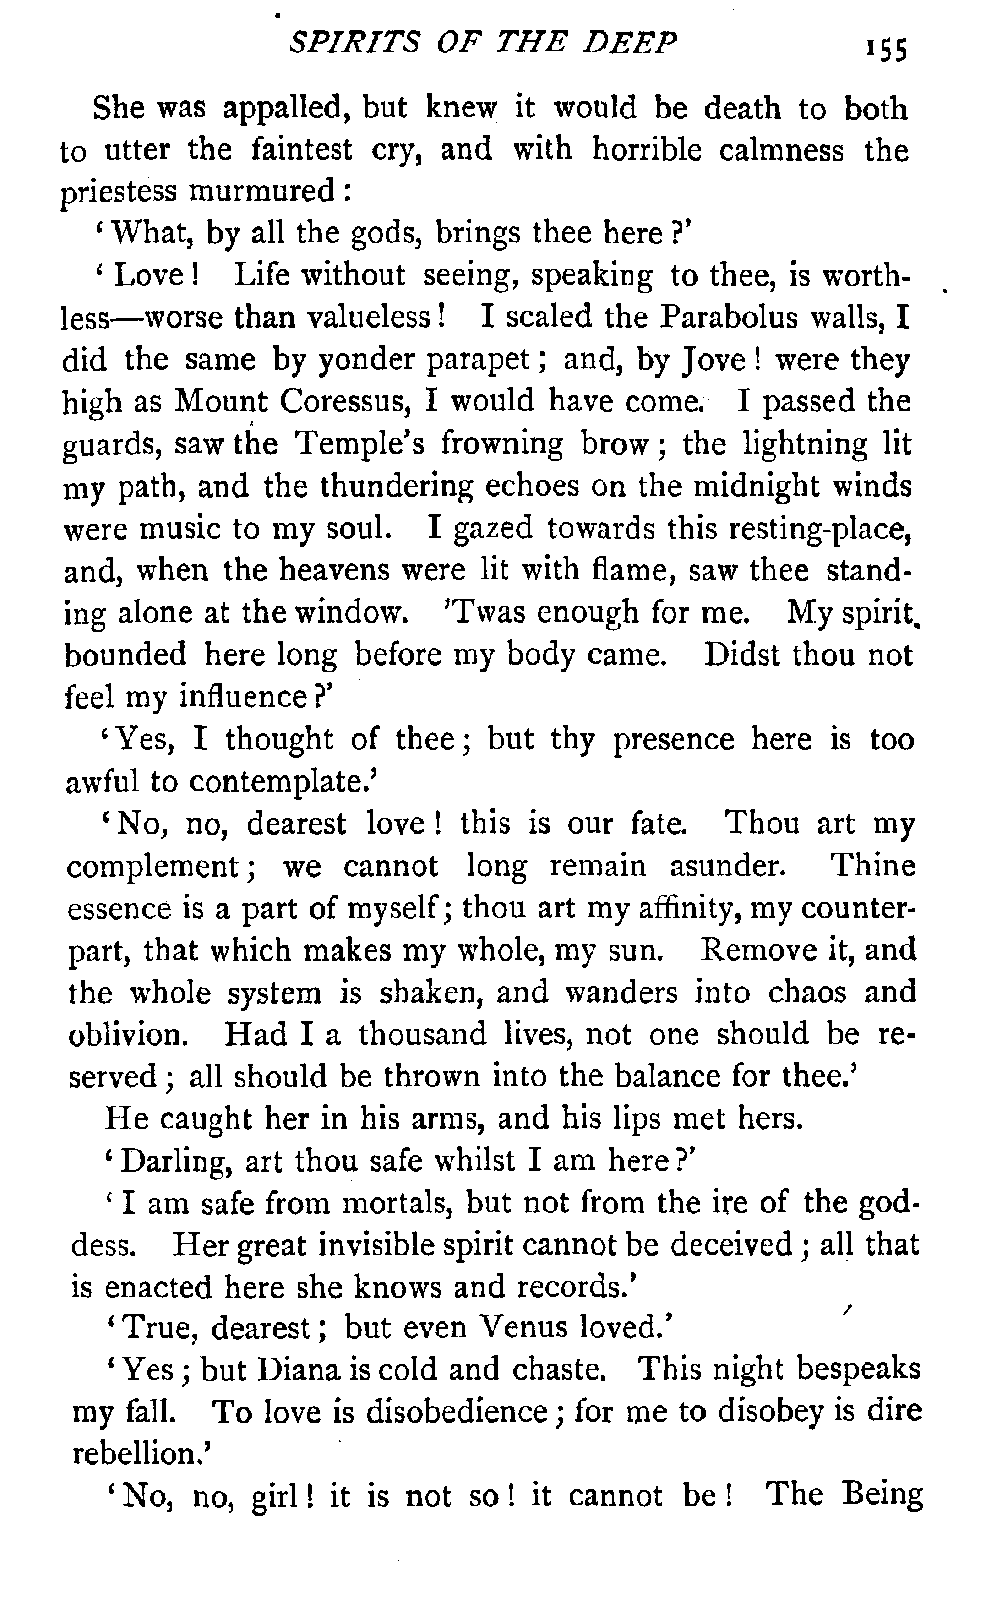 SPIRITS OF THE DEEP 155
She was appalled, but knew it would be death to both
to utter the faintest cry, and with horrible calmness the
priestess murmured :
‘ What, by all the gods, brings thee here ?’
‘ Love ! Life without seeing, speaking to thee, is worth-
less—worse than valueless ! I scaled the Parabolus walls, I
did the same by yonder parapet ; and, by Jove ! were they
high as Mount Coressus, I would have come. I passed the
guards, saw the Temple’s frowning brow ; the lightning lit
my path, and the thundering echoes on the midnight winds
were music to my soul. I gazed towards this resting-place,
and, when the heavens were lit with flame, saw thee stand-
ing alone at the window. ’Twas enough for me. My spirit
bounded here long before my body came. Didst thou not
feel my influence ?’
‘ Yes, I thought of thee ; but thy presence here is too
awful to contemplate.’
‘ No, no, dearest love ! this is our fate. Thou art my
complement ; we cannot long remain asunder. Thine
essence is a part of myself ; thou art my affinity, my counter-
part, that which makes my whole, my sun. Remove it, and
the whole system is shaken, and wanders into chaos and
oblivion. Had I a thousand lives, not one should be re-
served ; all should be thrown into the balance for thee.’
He caught her in his arms, and his lips met hers.
‘ Darling, art thou safe whilst I am here ?’
‘ I am safe from mortals, but not from the ire of the god-
dess. Her great invisible spirit cannot be deceived ; all that
is enacted here she knows and records.’
‘ True, dearest ; but even Venus loved.’
‘ Yes ; but Diana is cold and chaste. This night bespeaks
my fall. To love is disobedience ; for me to disobey is dire
rebellion.’
‘ No, no, girl ! it is not so ! it cannot be ! The Being